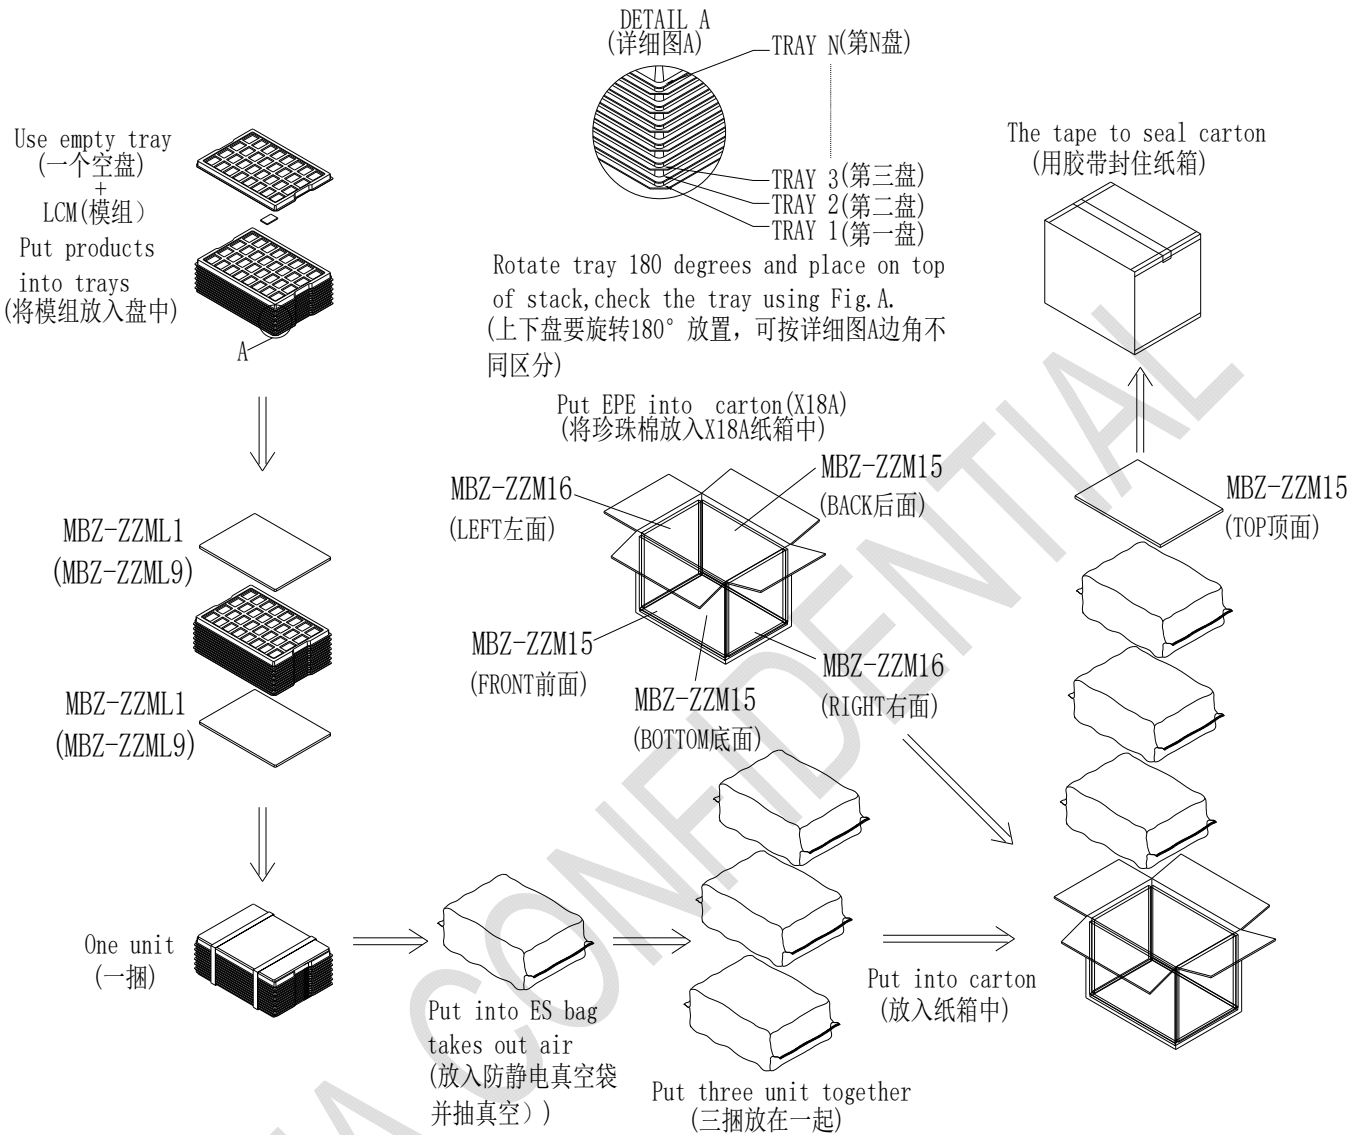 DETAIL A
(详细图A)
TRAY N(第N盘)
TRAY 3(第三盘)
TRAY 2(第二盘)
TRAY 1(第一盘)
Rotate tray 180 degrees and place on top
of stack,check the tray using Fig.A.
(上下盘要旋转180°放置，可按详细图A边角不
同区分)
Use empty tray
(一个空盘)
+
LCM(模组）
Put products
into trays
(将模组放入盘中)
A
The tape to seal carton
(用胶带封住纸箱)
Put EPE into carton(X18A)
(将珍珠棉放入X18A纸箱中)
MBZ-ZZM16
(LEFT左面)
MBZ-ZZM15
(BACK后面)
MBZ-ZZM15
(FRONT前面)
MBZ-ZZM15
(BOTTOM底面)
MBZ-ZZM16
(RIGHT右面)
MBZ-ZZM15
(TOP顶面)
MBZ-ZZML1
(MBZ-ZZML9)
MBZ-ZZML1
(MBZ-ZZML9)
One unit
(一捆)
Put into ES bag
takes out air
(放入防静电真空袋
并抽真空）)
Put three unit together
(三捆放在一起)
Put into carton
(放入纸箱中)
CONFIDENTIAL